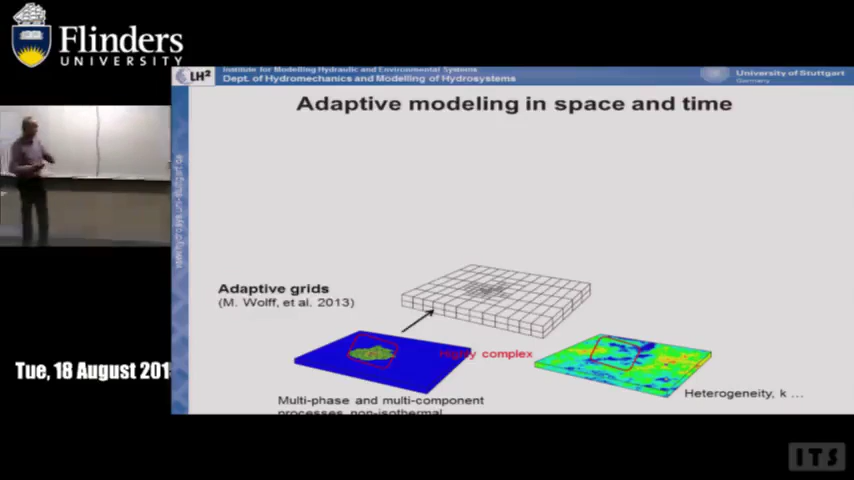 Flinders
UNIVERSITY
Institute for Modelling Hydraulic and Environmental Systems
LH²
Dept. of Hydromechanics and Modelling of Hydrosystems
University of Stuttgart
Germany
Adaptive modeling in space and time
Adaptive grids
(M. Wolff, et al. 2013)
Highly complex
Heterogeneity, k ...
Multi-phase and multi-component
processes, non-isothermal
Tue, 18 August 201
ITS